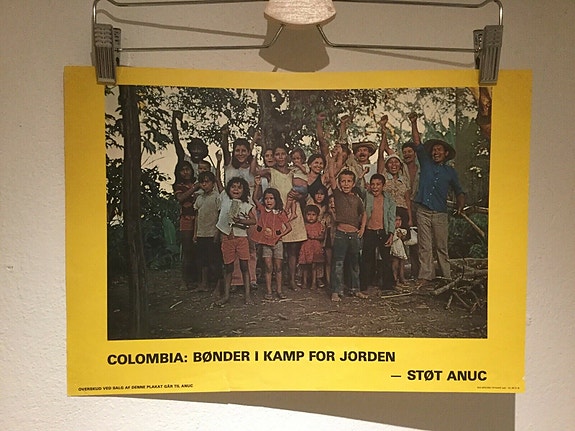 COLOMBIA: BØNDER I KAMP FOR JORDEN
— STØT ANUC
OVERSKUD VED SALG AF DENNE PLAKAT GÅR TIL ANUC